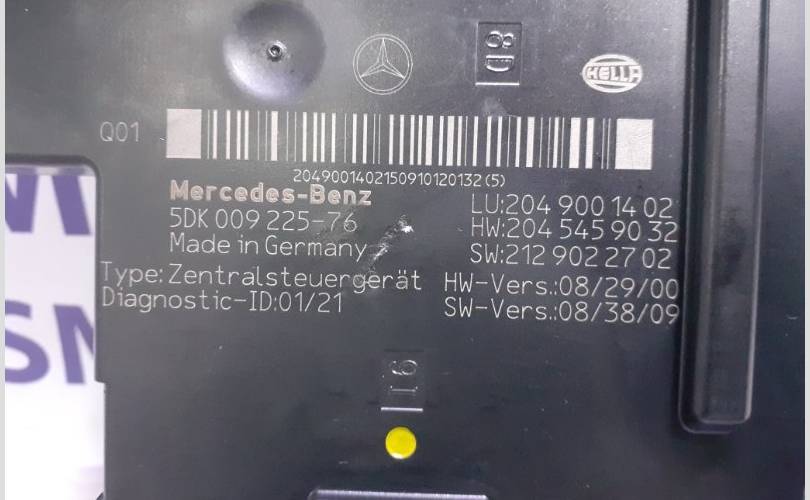 HELLA
Q01
2049001402150910120132(5)
Mercedes-Benz
5DK 009 225-76
Made in Germany
Type: Zentralsteuergerät
Diagnostic-ID:01/21
LU:204 900 14 02
HW:204 545 90 32
SW:212 902 27 02
HW-Vers.:08/29/00
SW-Vers.:08/38/09